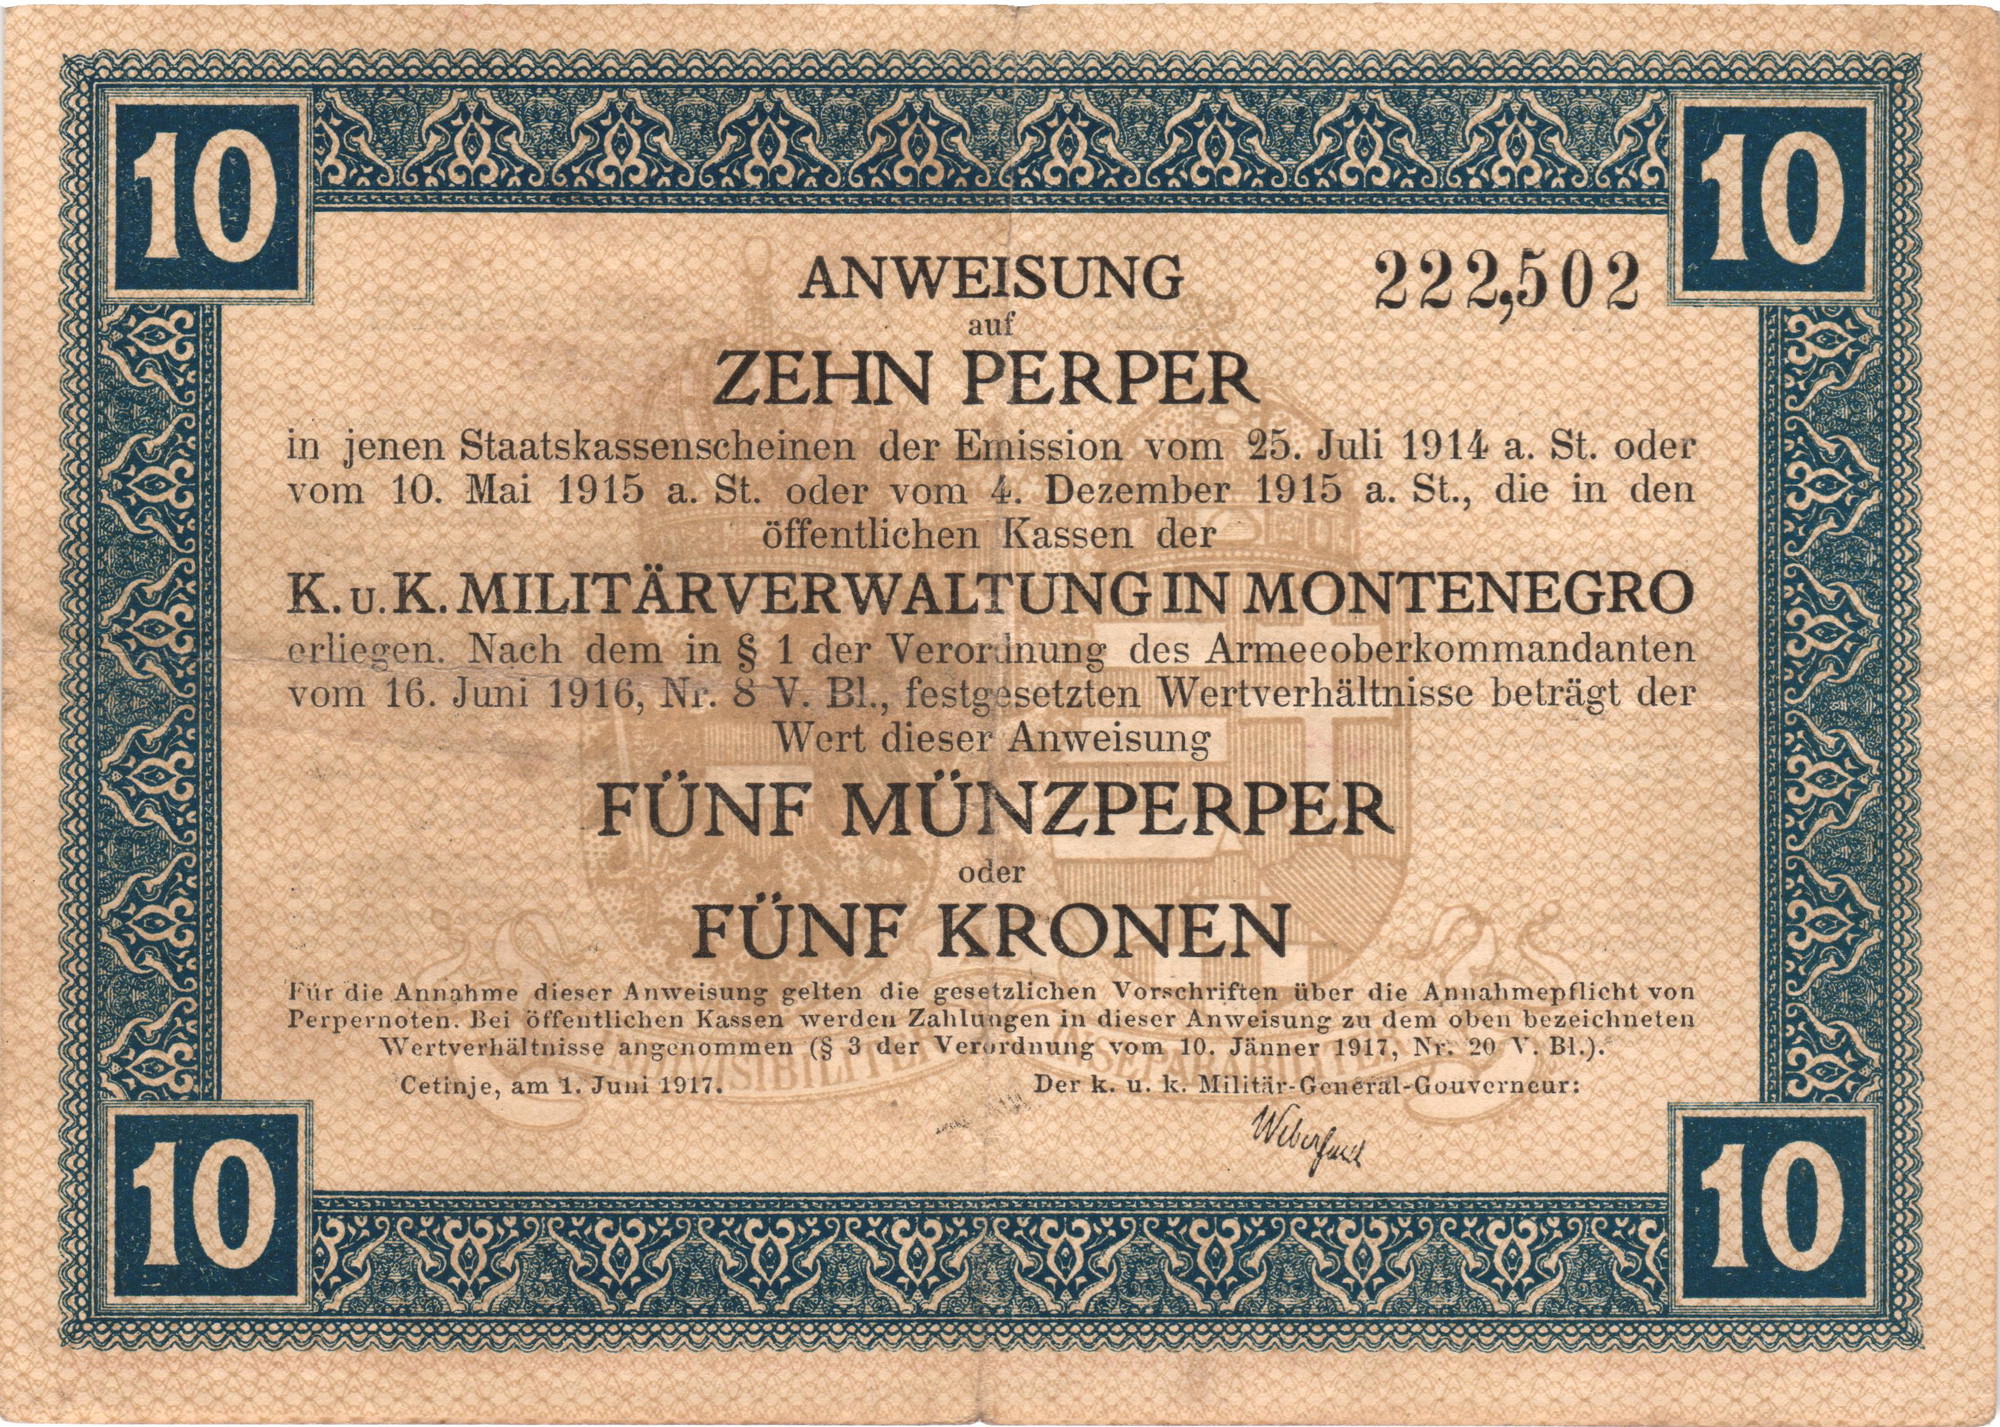 10
10
ANWEISUNG
222,502
auf
ZEHN PERPER
in jenen Staatskassenscheinen der Emission vom 25. Juli 1914 a. St. oder
vom 10. Mai 1915 a. St. oder vom 4. Dezember 1915 a. St., die in den
öffentlichen Kassen der
K. u. K. MILITÄRVERWALTUNG IN MONTENEGRO
erliegen. Nach dem in § 1 der Verordnung des Armeeoberkommandanten
vom 16. Juni 1916, Nr. 8 V. Bl., festgesetzten Wertverhältnisse beträgt der
Wert dieser Anweisung
FÜNF MÜNZPERPER
oder
FÜNF KRONEN
Für die Annahme dieser Anweisung gelten die gesetzlichen Vorschriften über die Annahmepflicht von
Perpernoten. Bei öffentlichen Kassen werden Zahlungen in dieser Anweisung zu dem oben bezeichneten
Wertverhältnisse angenommen (§ 3 der Verordnung vom 10. Jänner 1917, Nr. 20 V. Bl.).
Cetinje, am 1. Juni 1917.
Der k. u. k. Militär-General-Gouverneur:
10
10